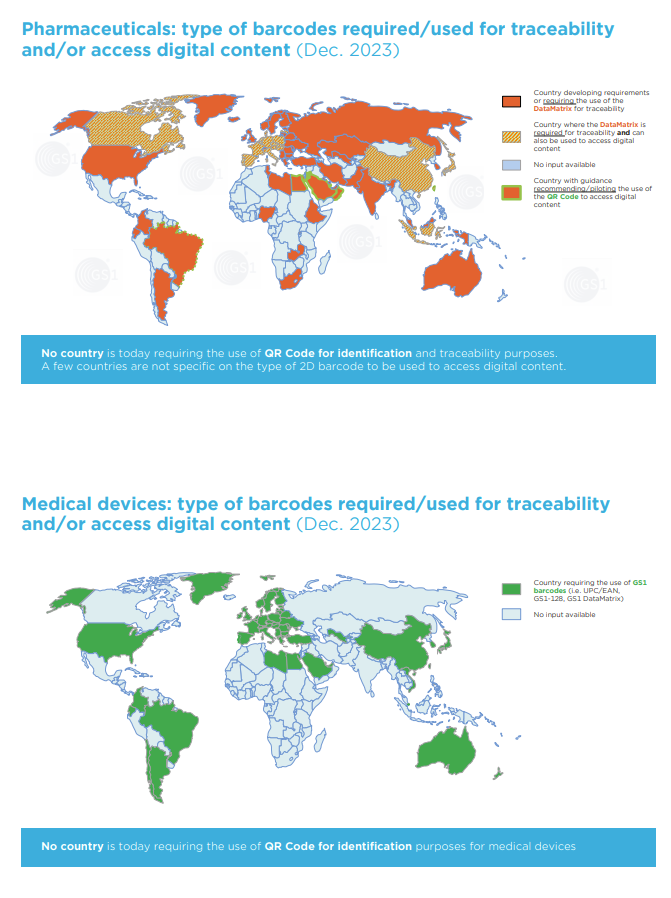 Pharmaceuticals: type of barcodes required/used for traceability
and/or access digital content (Dec. 2023)
Country developing requirements
or requiring the use of the
DataMatrix for traceability
Country where the DataMatrix is
required for traceability and can
also be used to access digital
content
No input available
Country with guidance
recommending/piloting the use of
the QR Code to access digital
content
GS1
GS1
GS1
GS1
GS1
GS1
GS1
No country is today requiring the use of QR Code for identification and traceability purposes.
A few countries are not specific on the type of 2D barcode to be used to access digital content.
Medical devices: type of barcodes required/used for traceability
and/or access digital content (Dec. 2023)
Country requiring the use of GS1
barcodes (i.e. UPC/EAN,
GS1-128, GS1 DataMatrix)
No input available
No country is today requiring the use of QR Code for identification purposes for medical devices